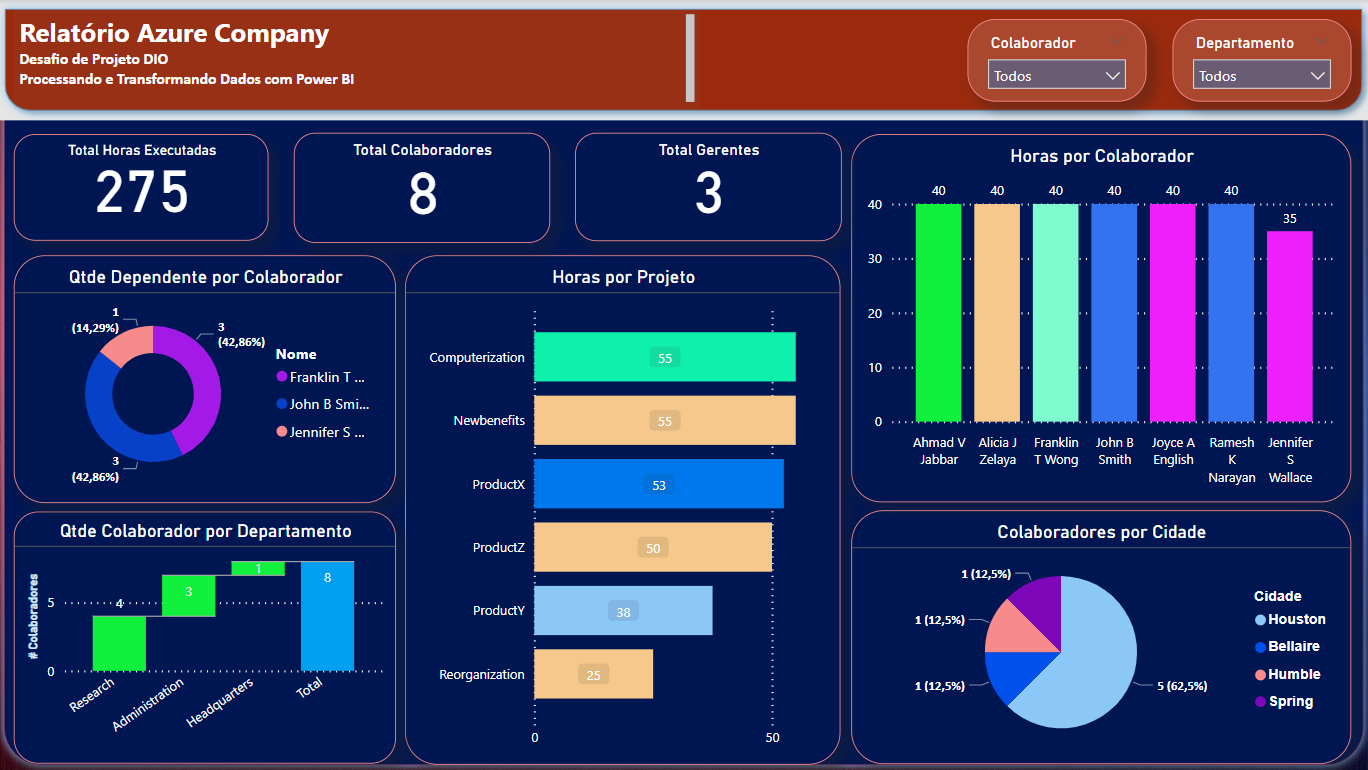 Relatório Azure Company
Desafio de Projeto DIO
Processando e Transformando Dados com Power BI
Colaborador
Todos
Departamento
Todos
Total Horas Executadas
275
Total Colaboradores
8
Total Gerentes
3
Qtde Dependente por Colaborador
1
(14,29%)
3
(42,86%)
3
(42,86%)
Nome
Franklin T ...
John B Smi...
Jennifer S ...
Qtde Colaborador por Departamento
# Colaboradores
5
0
4
3
1
8
Research
Administration
Headquarters
Total
Horas por Projeto
Computerization
55
Newbenefits
55
ProductX
53
ProductZ
50
ProductY
38
Reorganization
25
0
50
Horas por Colaborador
40
40
40
40
40
40
35
40
30
20
10
0
Ahmad V
Jabbar
Alicia J
Zelaya
Franklin
T Wong
John B
Smith
Joyce A
English
Ramesh
K
Narayan
Jennifer
S
Wallace
Colaboradores por Cidade
1 (12,5%)
1 (12,5%)
1 (12,5%)
5 (62,5%)
Cidade
Houston
Bellaire
Humble
Spring